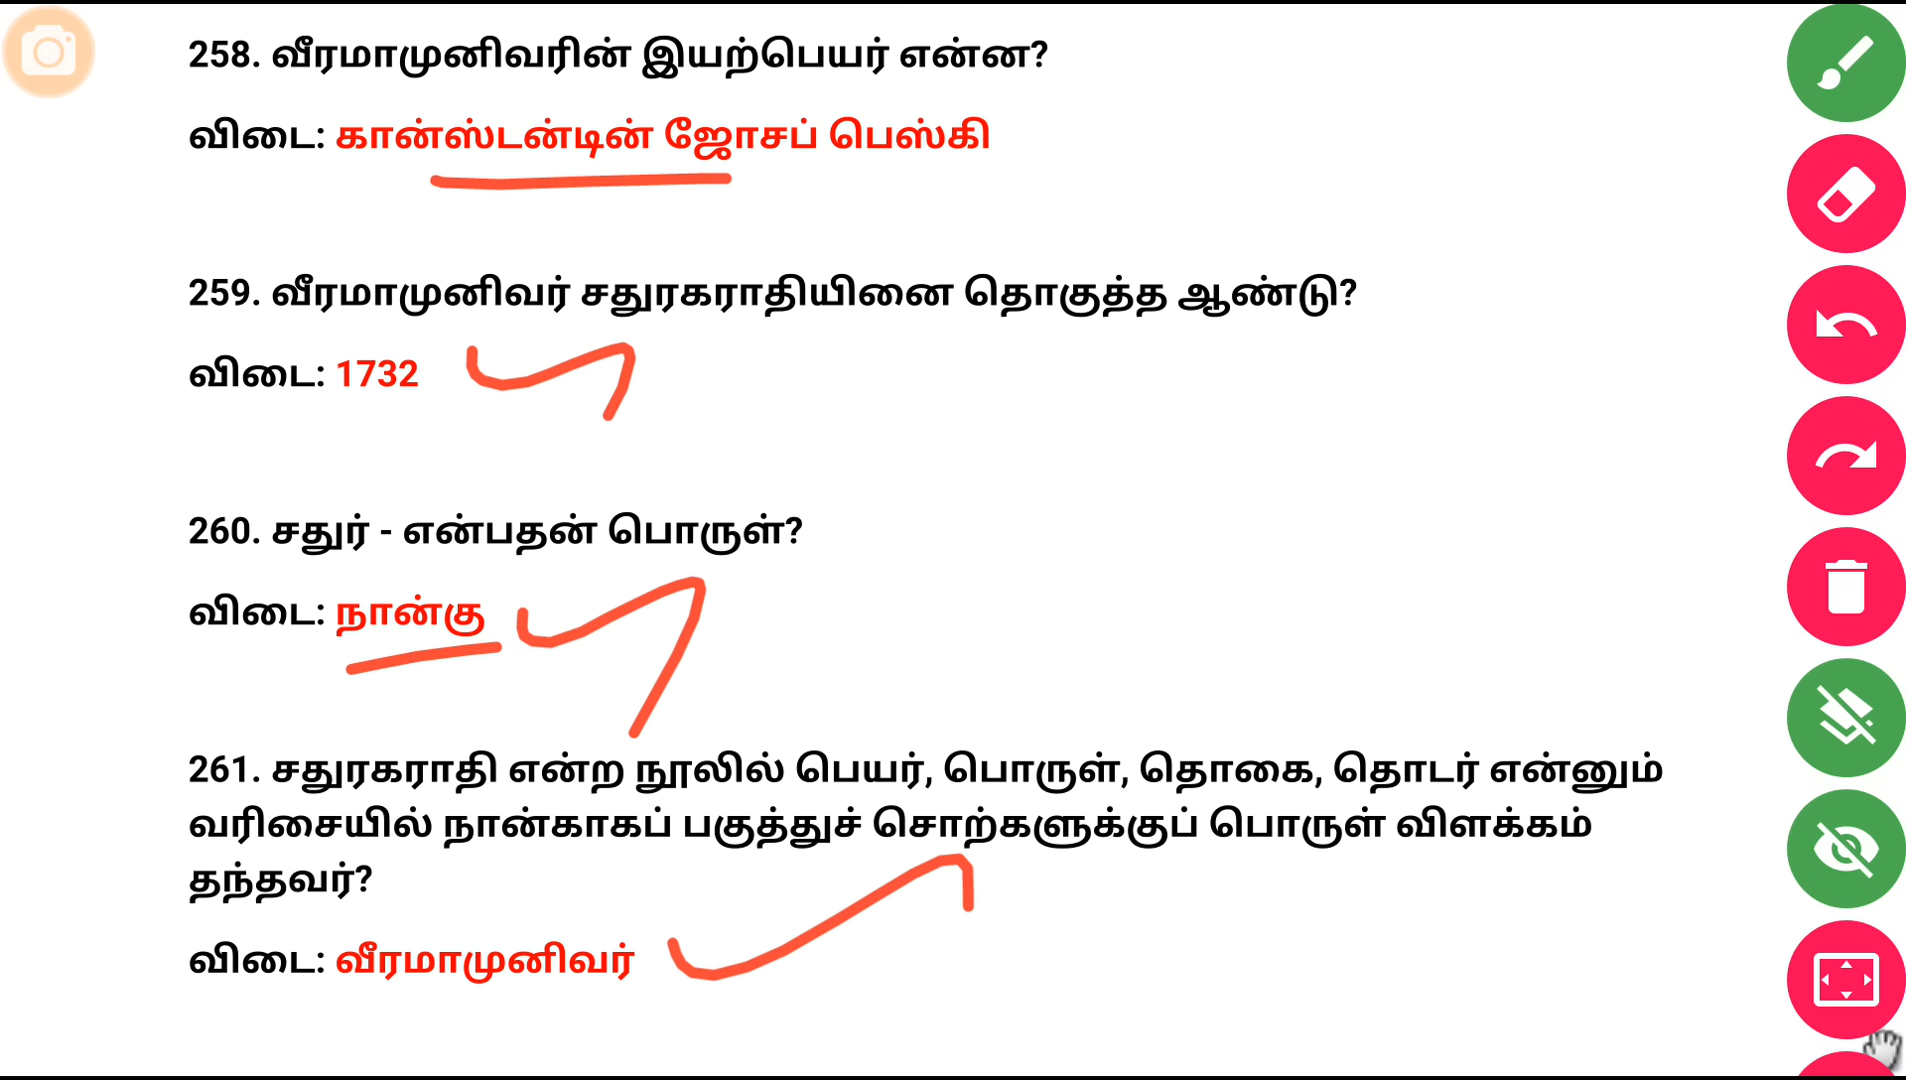 258. வீரமாமுனிவரின் இயற்பெயர் என்ன?
விடை: கான்ஸ்டன்டின் ஜோசப் பெஸ்கி
259. வீரமாமுனிவர் சதுரகராதியினை தொகுத்த ஆண்டு?
விடை: 1732
260. சதுர் - என்பதன் பொருள்?
விடை: நான்கு
261. சதுரகராதி என்ற நூலில் பெயர், பொருள், தொகை, தொடர் என்னும்
வரிசையில் நான்காகப் பகுத்துச் சொற்களுக்குப் பொருள் விளக்கம்
தந்தவர்?
விடை: வீரமாமுனிவர்